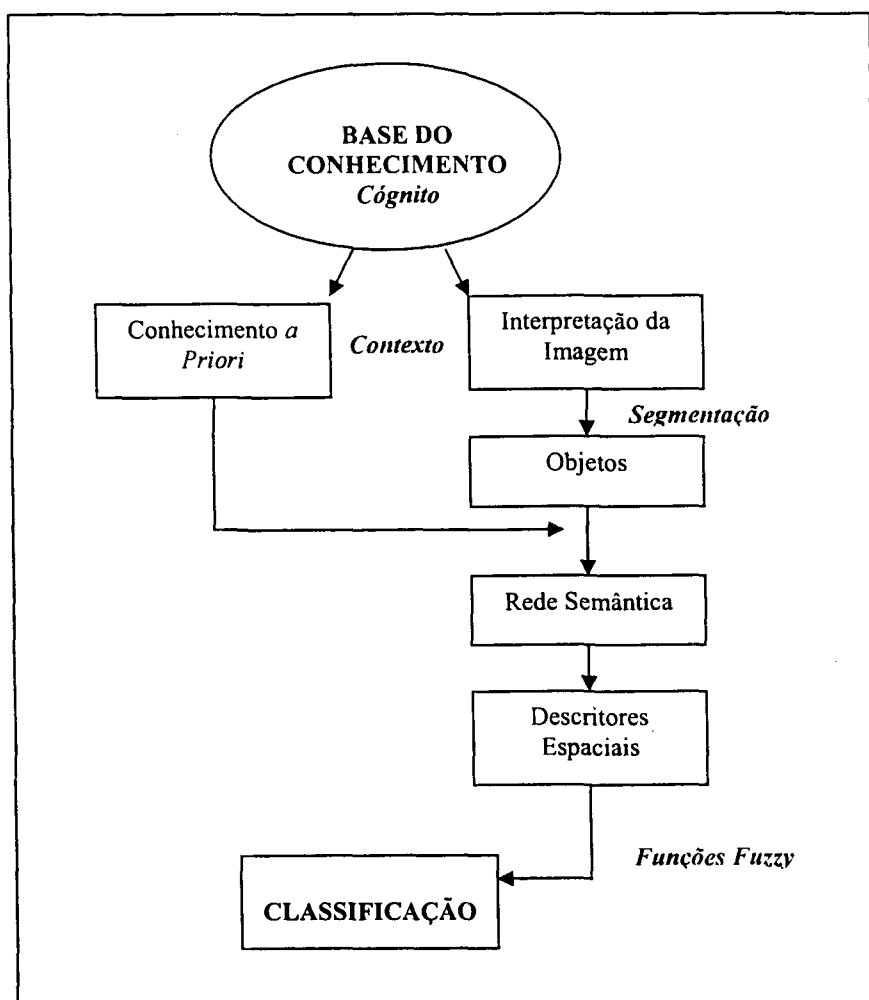 BASE DO
CONHECIMENTO
Cógnito
Conhecimento a
Priori
Contexto
Interpretação da
Imagem
Segmentação
Objetos
Rede Semântica
Descritores
Espaciais
Funções Fuzzy
CLASSIFICAÇÃO